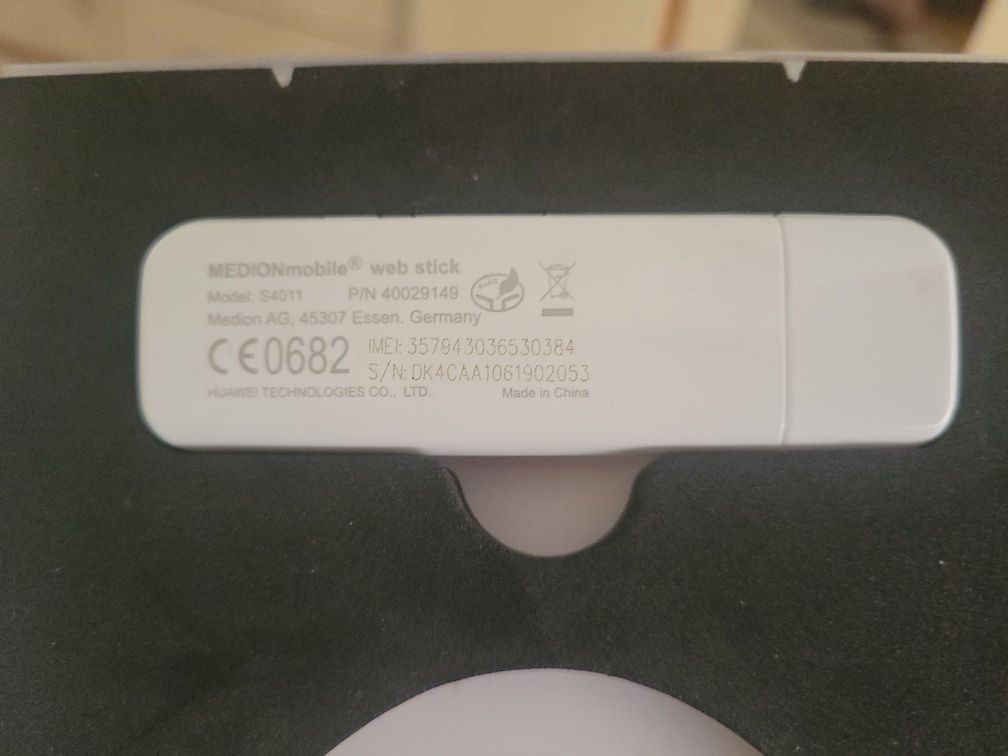 MEDIONmobile® web stick
Model: S4011 P/N 40029149
Medion AG, 45307 Essen. Germany
CE0682 IMEI: 357943036530384
S/N: DK4CAA1061902053
HUAWEI TECHNOLOGIES CO., LTD. Made in China